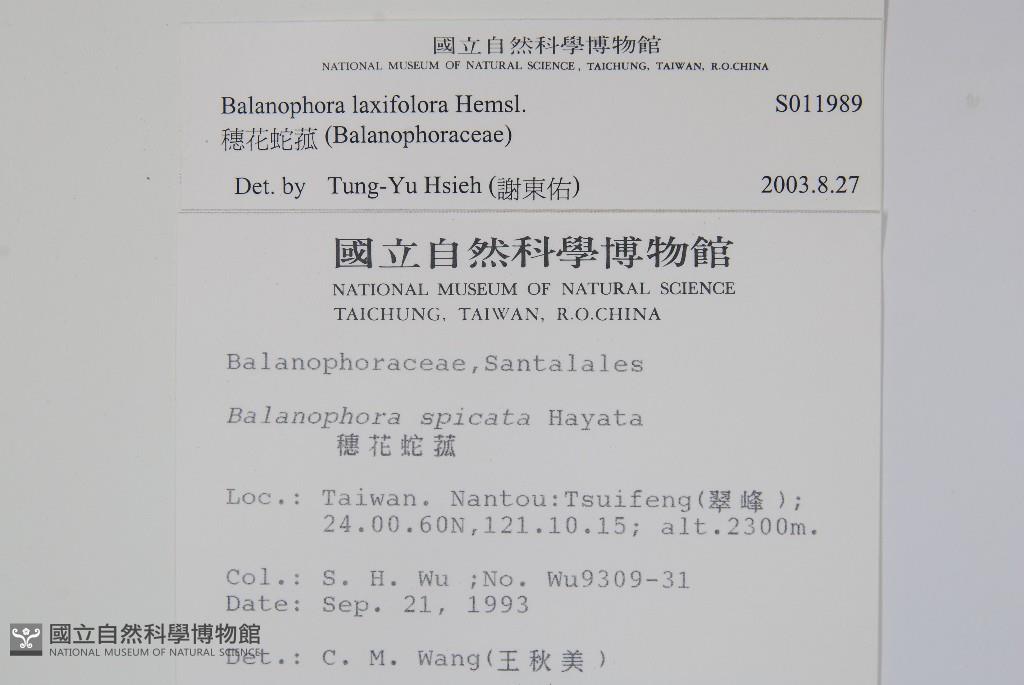 國立自然科學博物館
NATIONAL MUSEUM OF NATURAL SCIENCE, TAICHUNG, TAIWAN, R.O.CHINA
Balanophora laxifolora Hemsl. S011989
穗花蛇菰 (Balanophoraceae)
Det. by Tung-Yu Hsieh (謝東佑) 2003.8.27
國立自然科學博物館
NATIONAL MUSEUM OF NATURAL SCIENCE
TAICHUNG, TAIWAN, R.O.CHINA
Balanophoraceae,Santalales
Balanophora spicata Hayata
穗花蛇菰
Loc.: Taiwan. Nantou:Tsuifeng(翠峰);
24.00.60N,121.10.15; alt.2300m.
Col.: S. H. Wu ;No. Wu9309-31
Date: Sep. 21, 1993
Det.: C. M. Wang(王秋美)
國立自然科學博物館
NATIONAL MUSEUM OF NATURAL SCIENCE